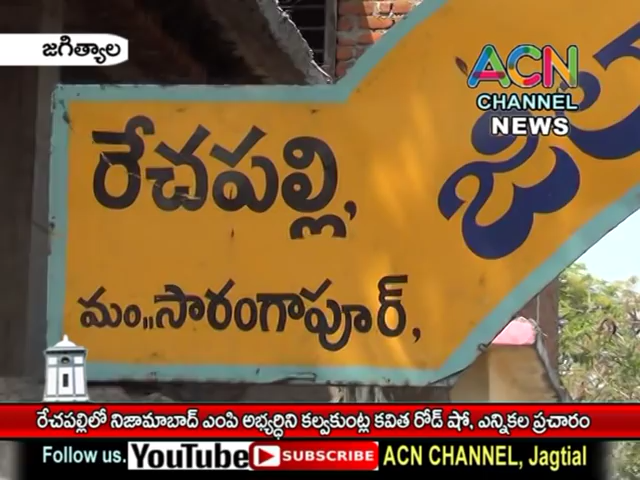 జగిత్యాల
ACN
CHANNEL
NEWS
రేచపల్లి,
మం,,సారంగాపూర్,
రేచపల్లిలో నిజామాబాద్ ఎంపి అభ్యర్ధిని కల్వకుంట్ల కవిత రోడ్ షో, ఎన్నికల ప్రచారం
Follow us. YouTube SUBSCRIBE ACN CHANNEL, Jagtial